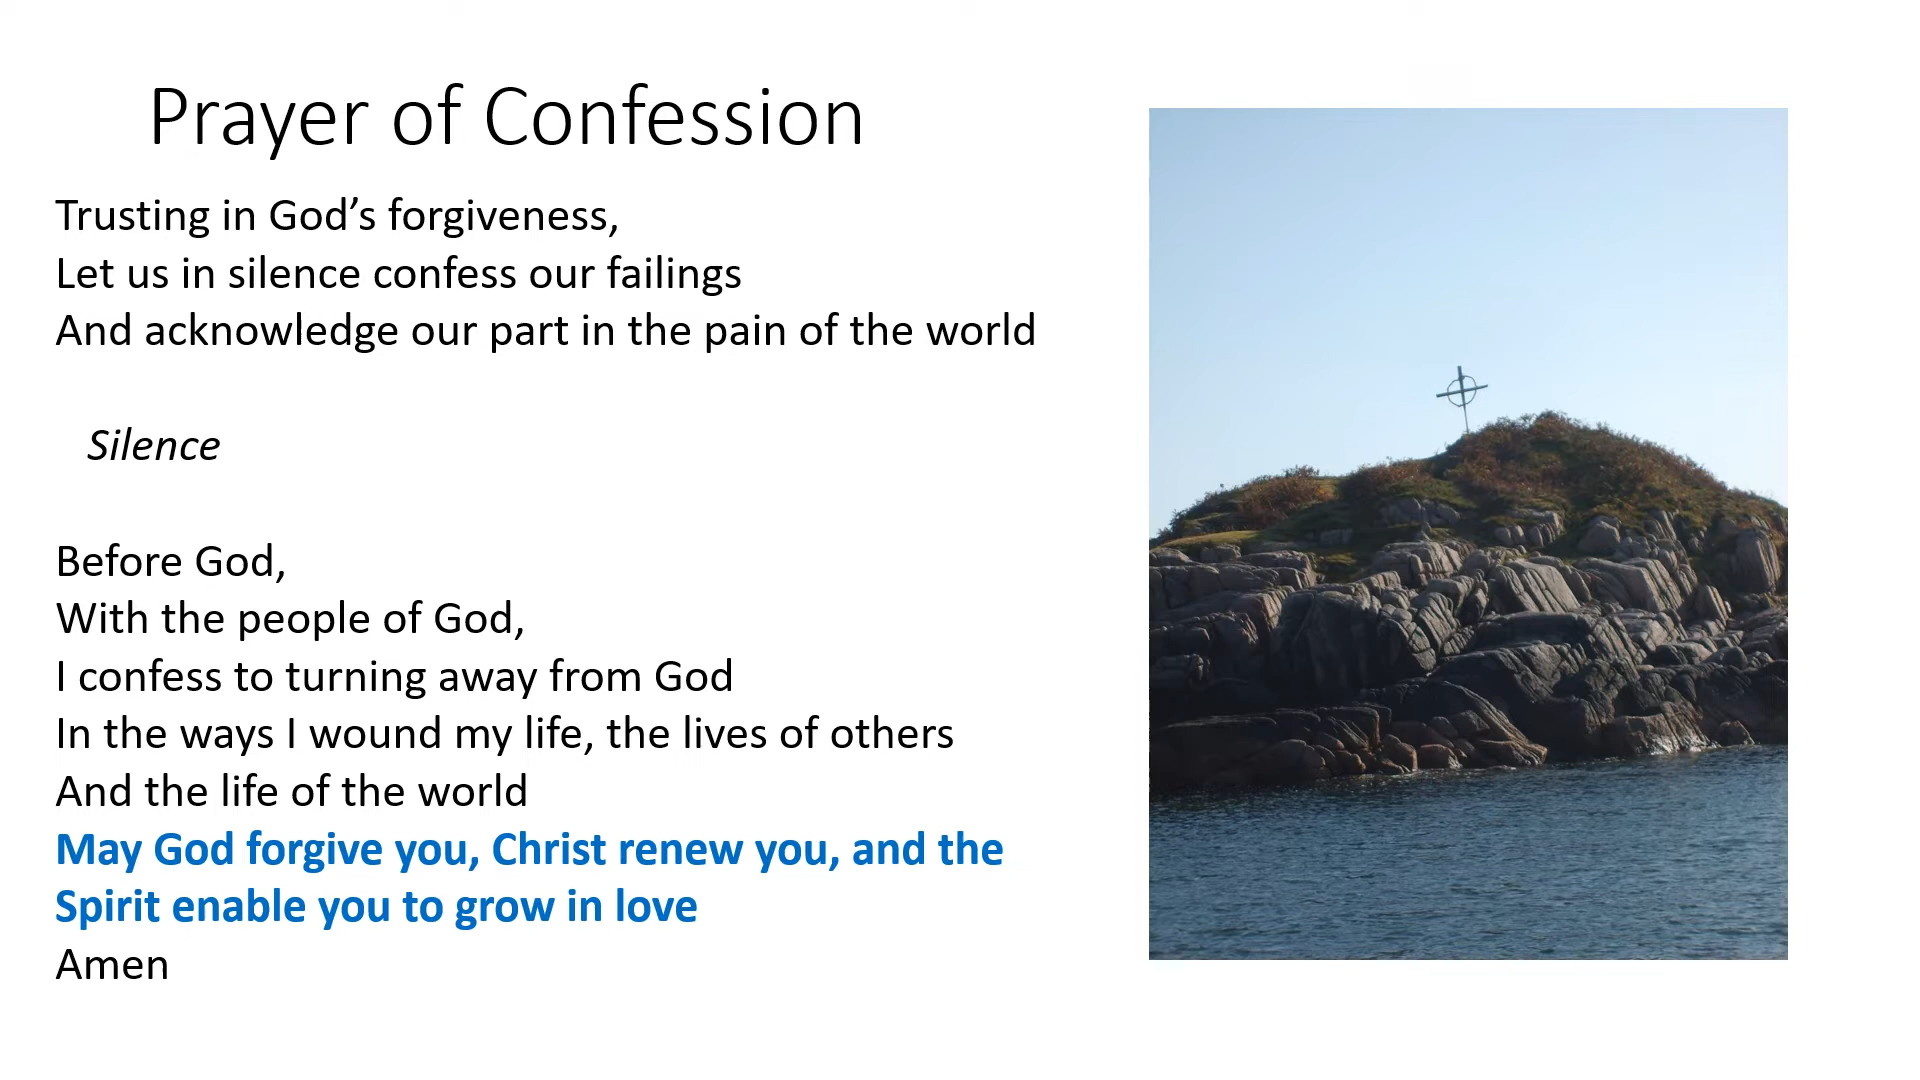 Prayer of Confession
Trusting in God’s forgiveness,
Let us in silence confess our failings
And acknowledge our part in the pain of the world
Silence
Before God,
With the people of God,
I confess to turning away from God
In the ways I wound my life, the lives of others
And the life of the world
May God forgive you, Christ renew you, and the
Spirit enable you to grow in love
Amen